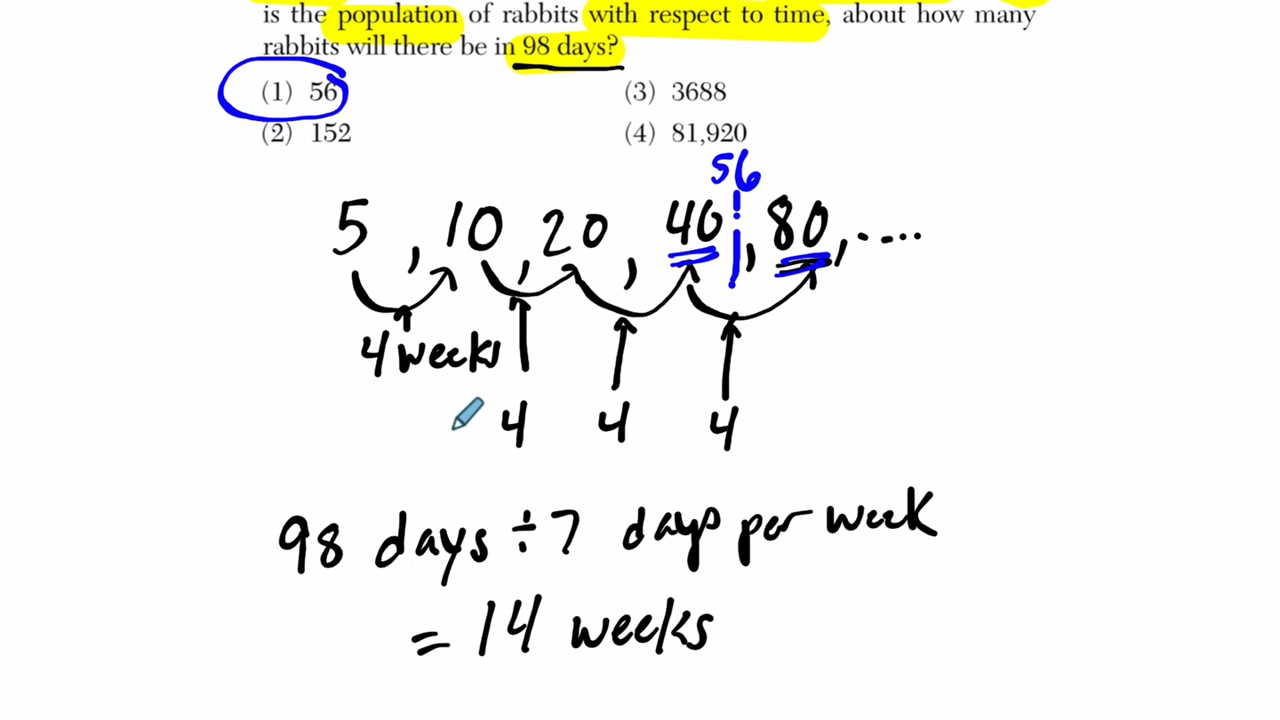 is the population of rabbits with respect to time, about how many
rabbits will there be in 98 days?
(1) 56 (3) 3688
(2) 152 (4) 81,920
56
5, 10, 20, 40, 80, ....
4 weeks
4 4 4
98 days ÷ 7 days per week
= 14 weeks